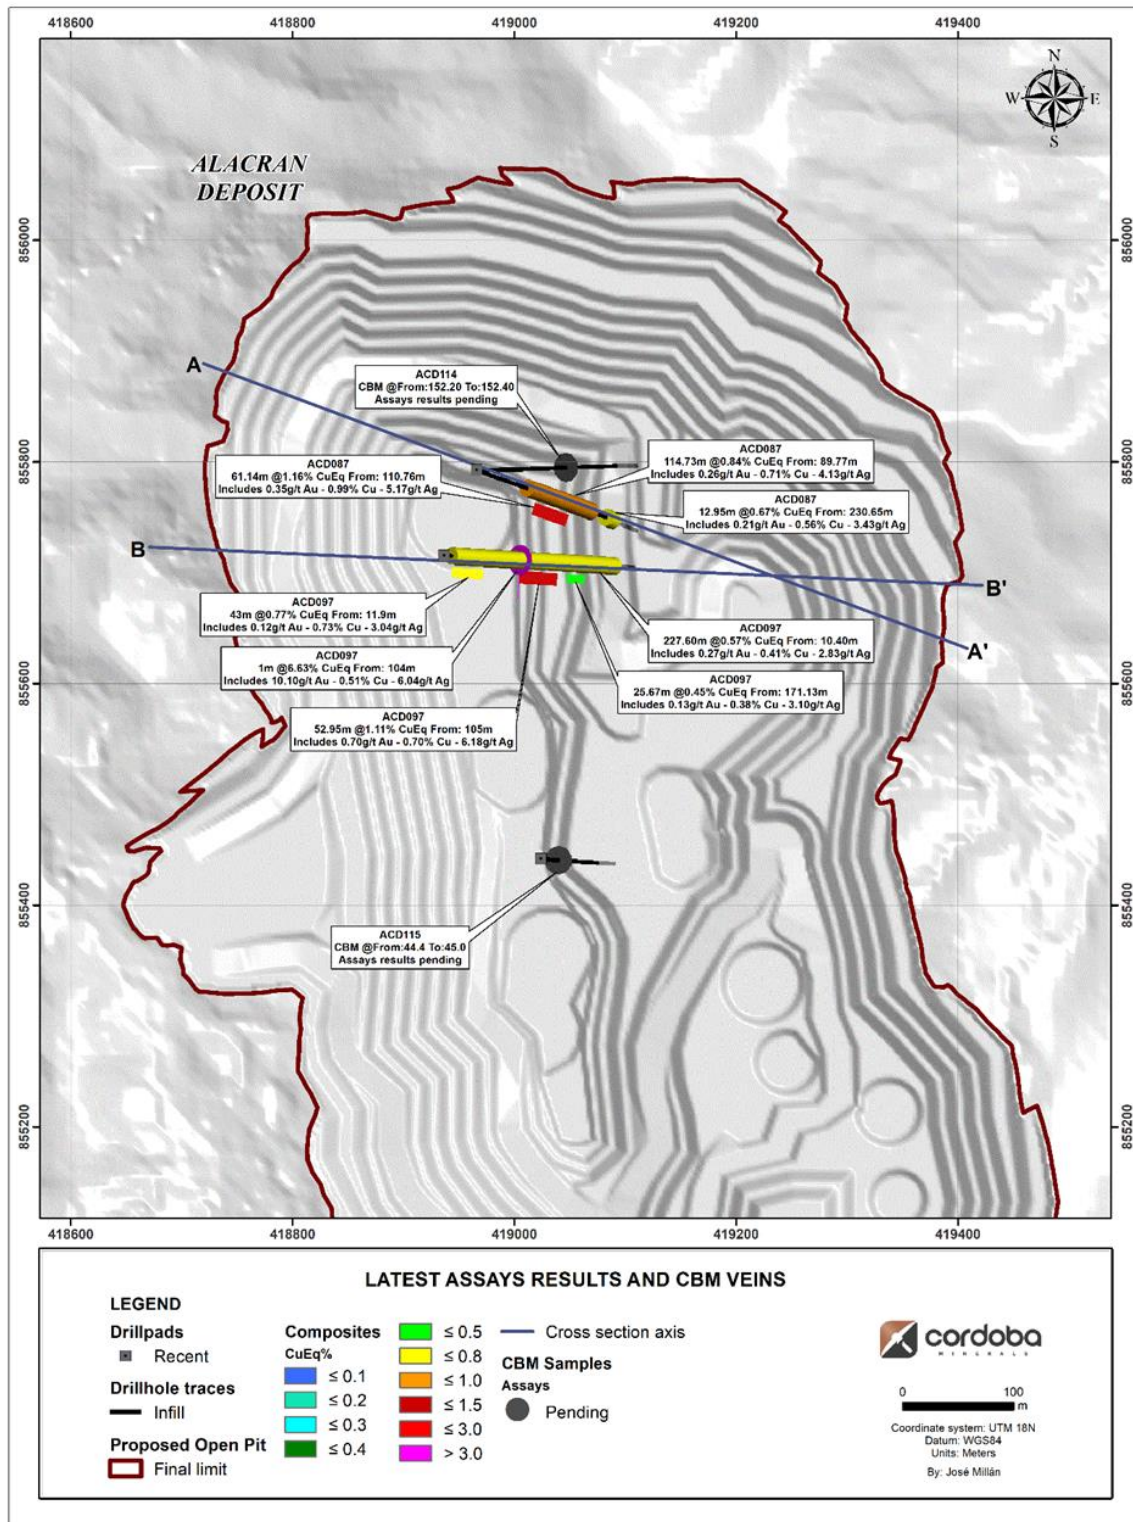 418600
418800
419000
419200
419400
N
W
E
S
ALACRAN
DEPOSIT
856000
856000
A
ACD114
CBM @From:152.20 To:152.40
Assays results pending
855800
855800
ACD087
114.73m @0.84% CuEq From: 89.77m
Includes 0.26g/t Au - 0.71% Cu - 4.13g/t Ag
ACD087
61.14m @1.16% CuEq From: 110.76m
Includes 0.35g/t Au - 0.99% Cu - 5.17g/t Ag
ACD087
12.95m @0.67% CuEq From: 230.65m
Includes 0.21g/t Au - 0.56% Cu - 3.43g/t Ag
B
B'
ACD097
43m @0.77% CuEq From: 11.9m
Includes 0.12g/t Au - 0.73% Cu - 3.04g/t Ag
ACD097
227.60m @0.57% CuEq From: 10.40m
Includes 0.27g/t Au - 0.41% Cu - 2.83g/t Ag
A'
ACD097
1m @6.63% CuEq From: 104m
Includes 10.10g/t Au - 0.51% Cu - 6.04g/t Ag
ACD097
25.67m @0.45% CuEq From: 171.13m
Includes 0.13g/t Au - 0.38% Cu - 3.10g/t Ag
855600
855600
ACD097
52.95m @1.11% CuEq From: 105m
Includes 0.70g/t Au - 0.70% Cu - 6.18g/t Ag
855400
855400
ACD115
CBM @From:44.4 To:45.0
Assays results pending
855200
855200
418600
418800
419000
419200
419400
LATEST ASSAYS RESULTS AND CBM VEINS
LEGEND
Drillpads
Recent
Drillhole traces
Infill
Proposed Open Pit
Final limit
Composites
CuEq%
≤ 0.1
≤ 0.2
≤ 0.3
≤ 0.4
≤ 0.5
≤ 0.8
≤ 1.0
≤ 1.5
≤ 3.0
> 3.0
Cross section axis
CBM Samples
Assays
Pending
cordoba
MINERALS
0
100
m
Coordinate system: UTM 18N
Datum: WGS84
Units: Meters
By: José Millán